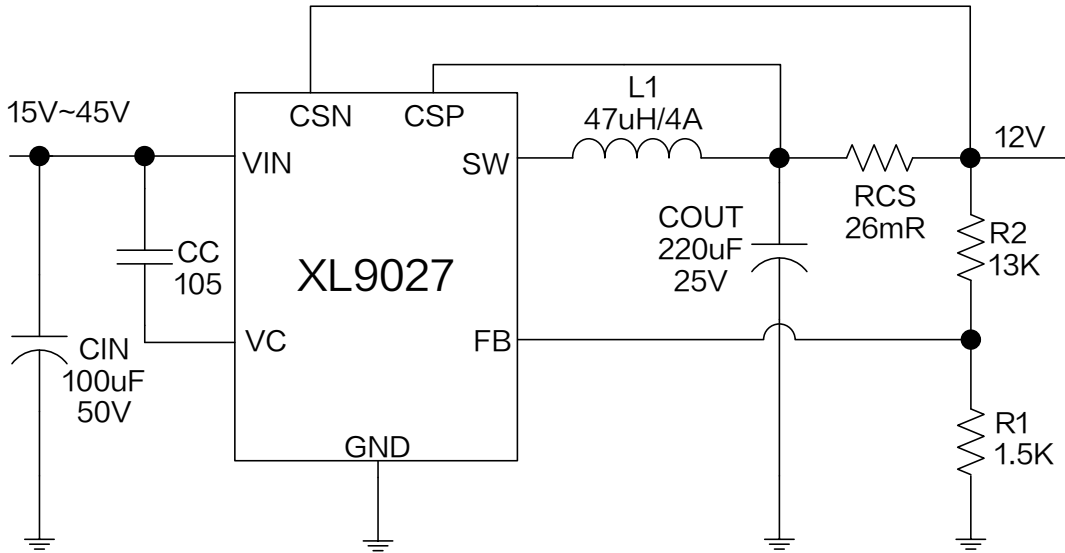 CSN
CSP
15V~45V
VIN
SW
L1
47uH/4A
12V
RCS
26mR
COUT
220uF
25V
R2
13K
CC
105
XL9027
VC
FB
CIN
100uF
50V
GND
R1
1.5K